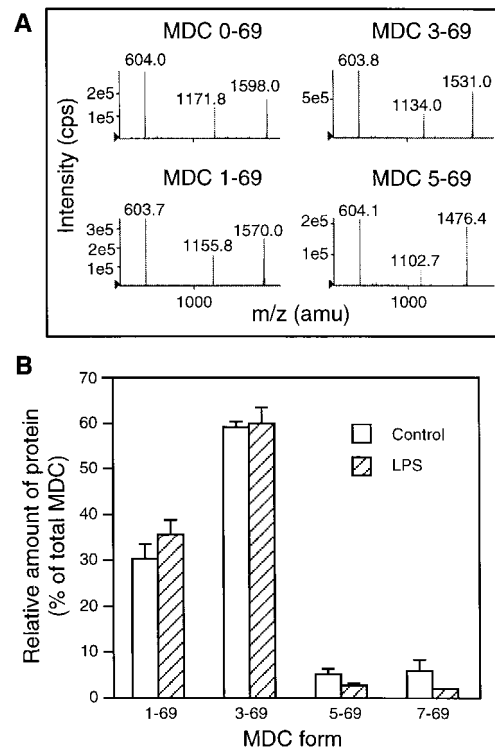 A
MDC 0-69
MDC 3-69
604.0
1171.8
1598.0
2e5
1e5
603.8
1134.0
1531.0
5e5
MDC 1-69
MDC 5-69
603.7
1155.8
1570.0
3e5
2e5
1e5
604.1
1102.7
1476.4
2e5
1e5
1000
1000
Intensity (cps)
m/z (amu)
B
70
60
50
40
30
20
10
0
Relative amount of protein
(% of total MDC)
Control
LPS
1-69
3-69
5-69
7-69
MDC form